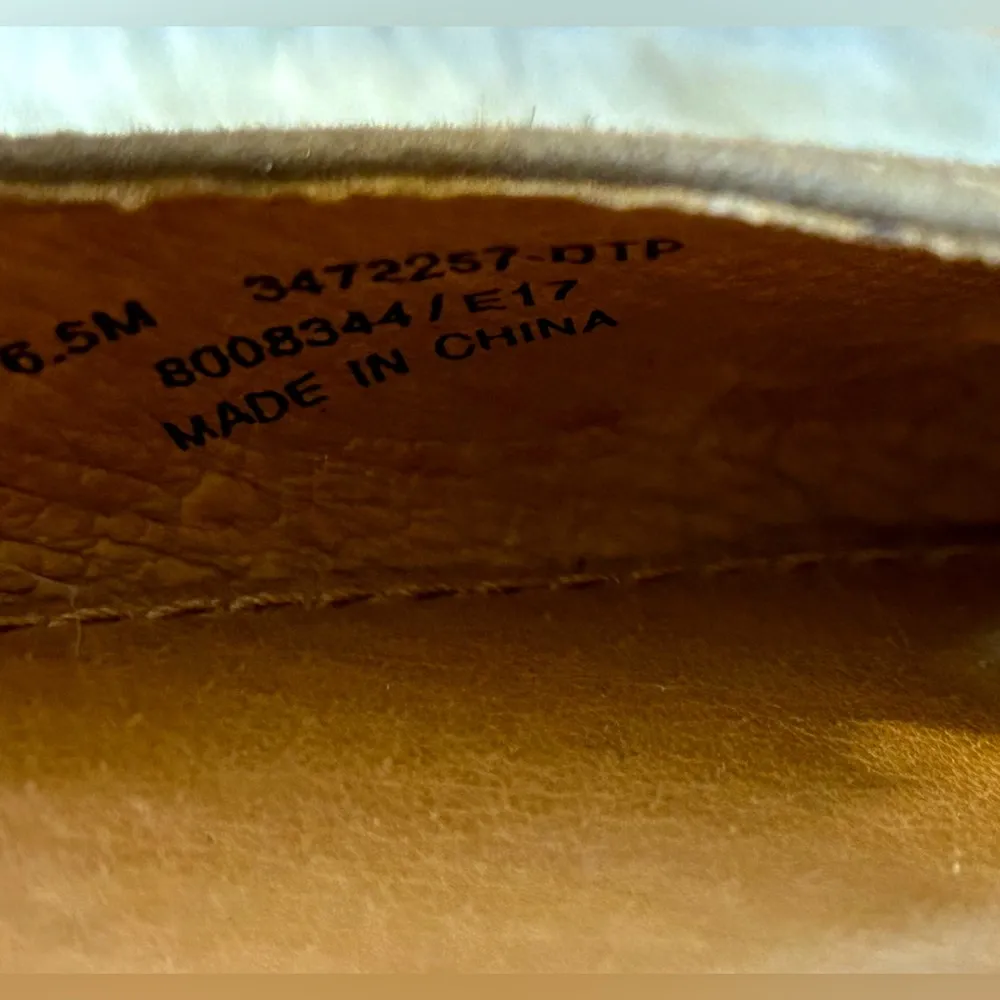 6.5M 3472257-DTP
8008344/E17
MADE IN CHINA